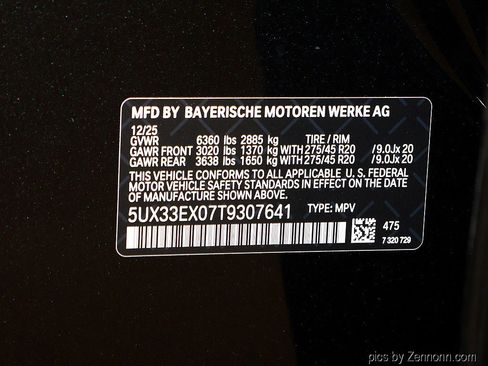 MFD BY BAYERISCHE MOTOREN WERKE AG
12/25
GVWR 6360 lbs 2885 kg TIRE / RIM
GAWR FRONT 3020 lbs 1370 kg WITH 275/45 R20 /9.0Jx 20
GAWR REAR 3638 lbs 1650 kg WITH 275/45 R20 /9.0Jx 20
THIS VEHICLE CONFORMS TO ALL APPLICABLE U. S. FEDERAL
MOTOR VEHICLE SAFETY STANDARDS IN EFFECT ON THE DATE
OF MANUFACTURE SHOWN ABOVE.
5UX33EX07T9307641 TYPE: MPV
475
7 320 729
pics by Zennonn.com